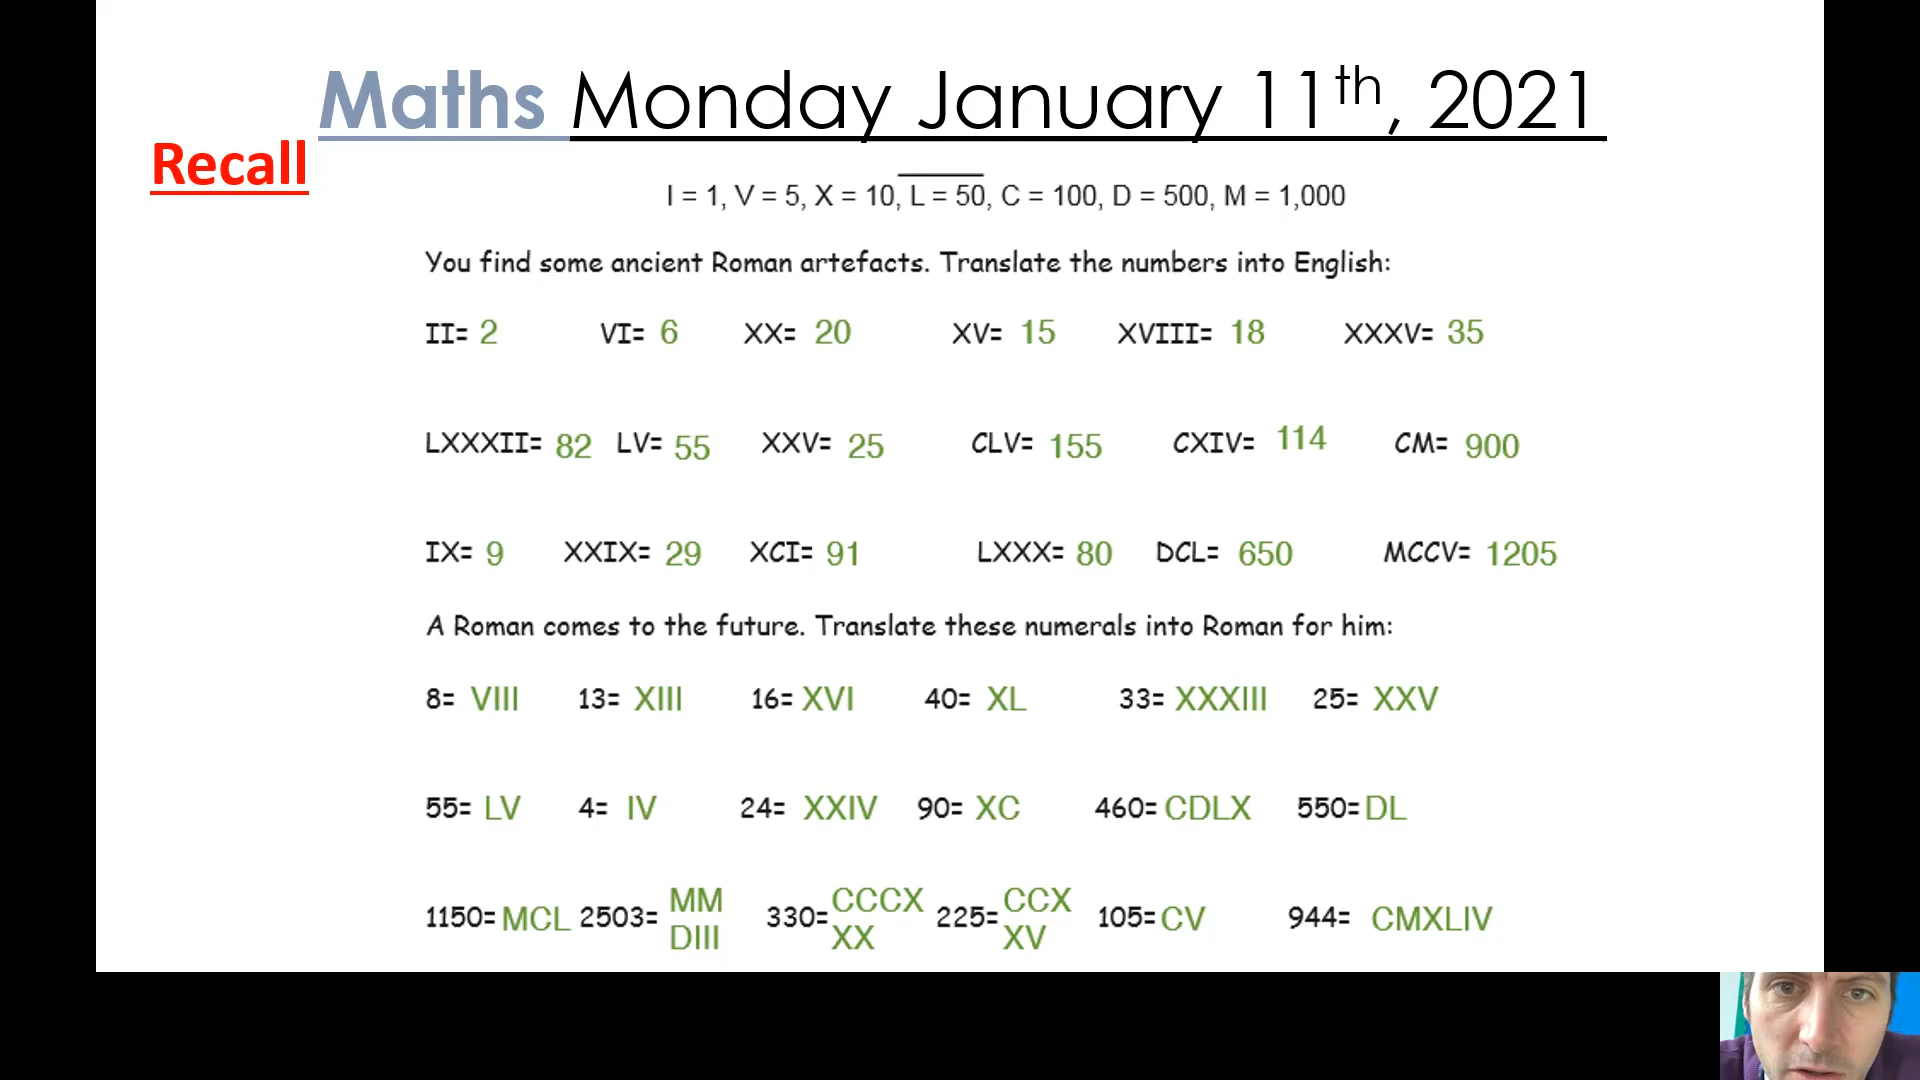 Maths Monday January 11th, 2021
Recall
I = 1, V = 5, X = 10, L = 50, C = 100, D = 500, M = 1,000
You find some ancient Roman artefacts. Translate the numbers into English:
II= 2 VI= 6 XX= 20 XV= 15 XVIII= 18 XXXV= 35
LXXXII= 82 LV= 55 XXV= 25 CLV= 155 CXIV= 114 CM= 900
IX= 9 XXIX= 29 XCI= 91 LXXX= 80 DCL= 650 MCCV= 1205
A Roman comes to the future. Translate these numerals into Roman for him:
8= VIII 13= XIII 16= XVI 40= XL 33= XXXIII 25= XXV
55= LV 4= IV 24= XXIV 90= XC 460= CDLX 550= DL
1150= MCL 2503= MM DIII 330= CCCX XX 225= CCX XV 105= CV 944= CMXLIV